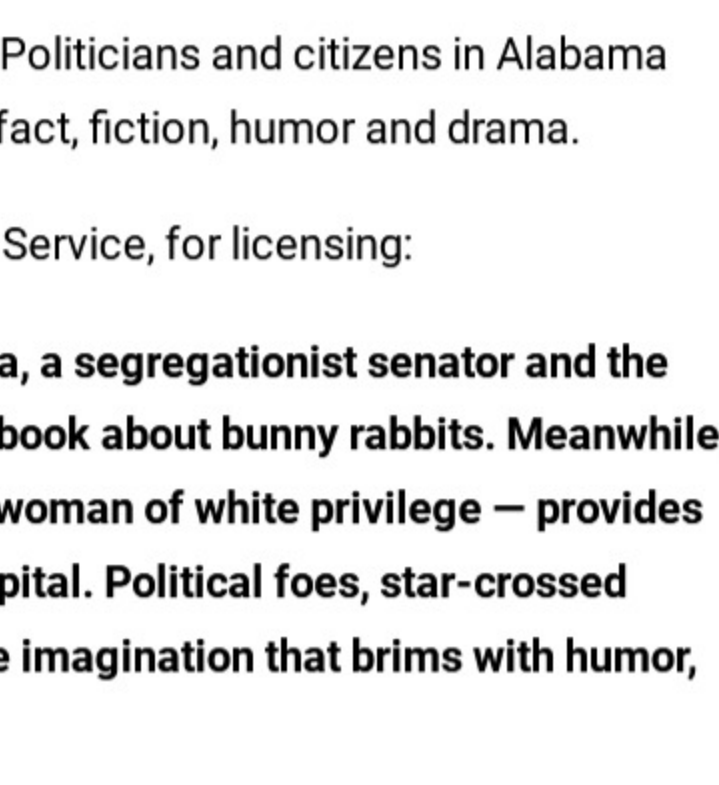 Politicians and citizens in Alabama
fact, fiction, humor and drama.
Service, for licensing:
a, a segregationist senator and the
book about bunny rabbits. Meanwhile
woman of white privilege — provides
pital. Political foes, star-crossed
e imagination that brims with humor,